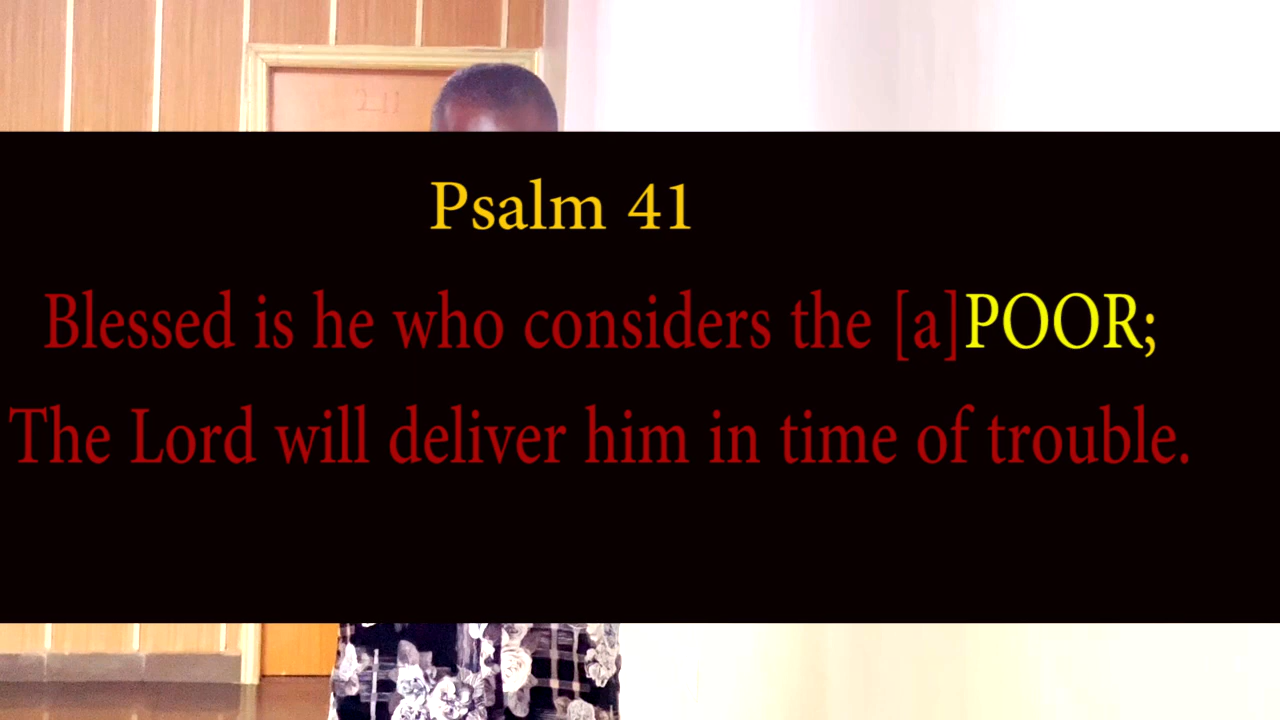 Psalm 41
Blessed is he who considers the [a]POOR;
The Lord will deliver him in time of trouble.